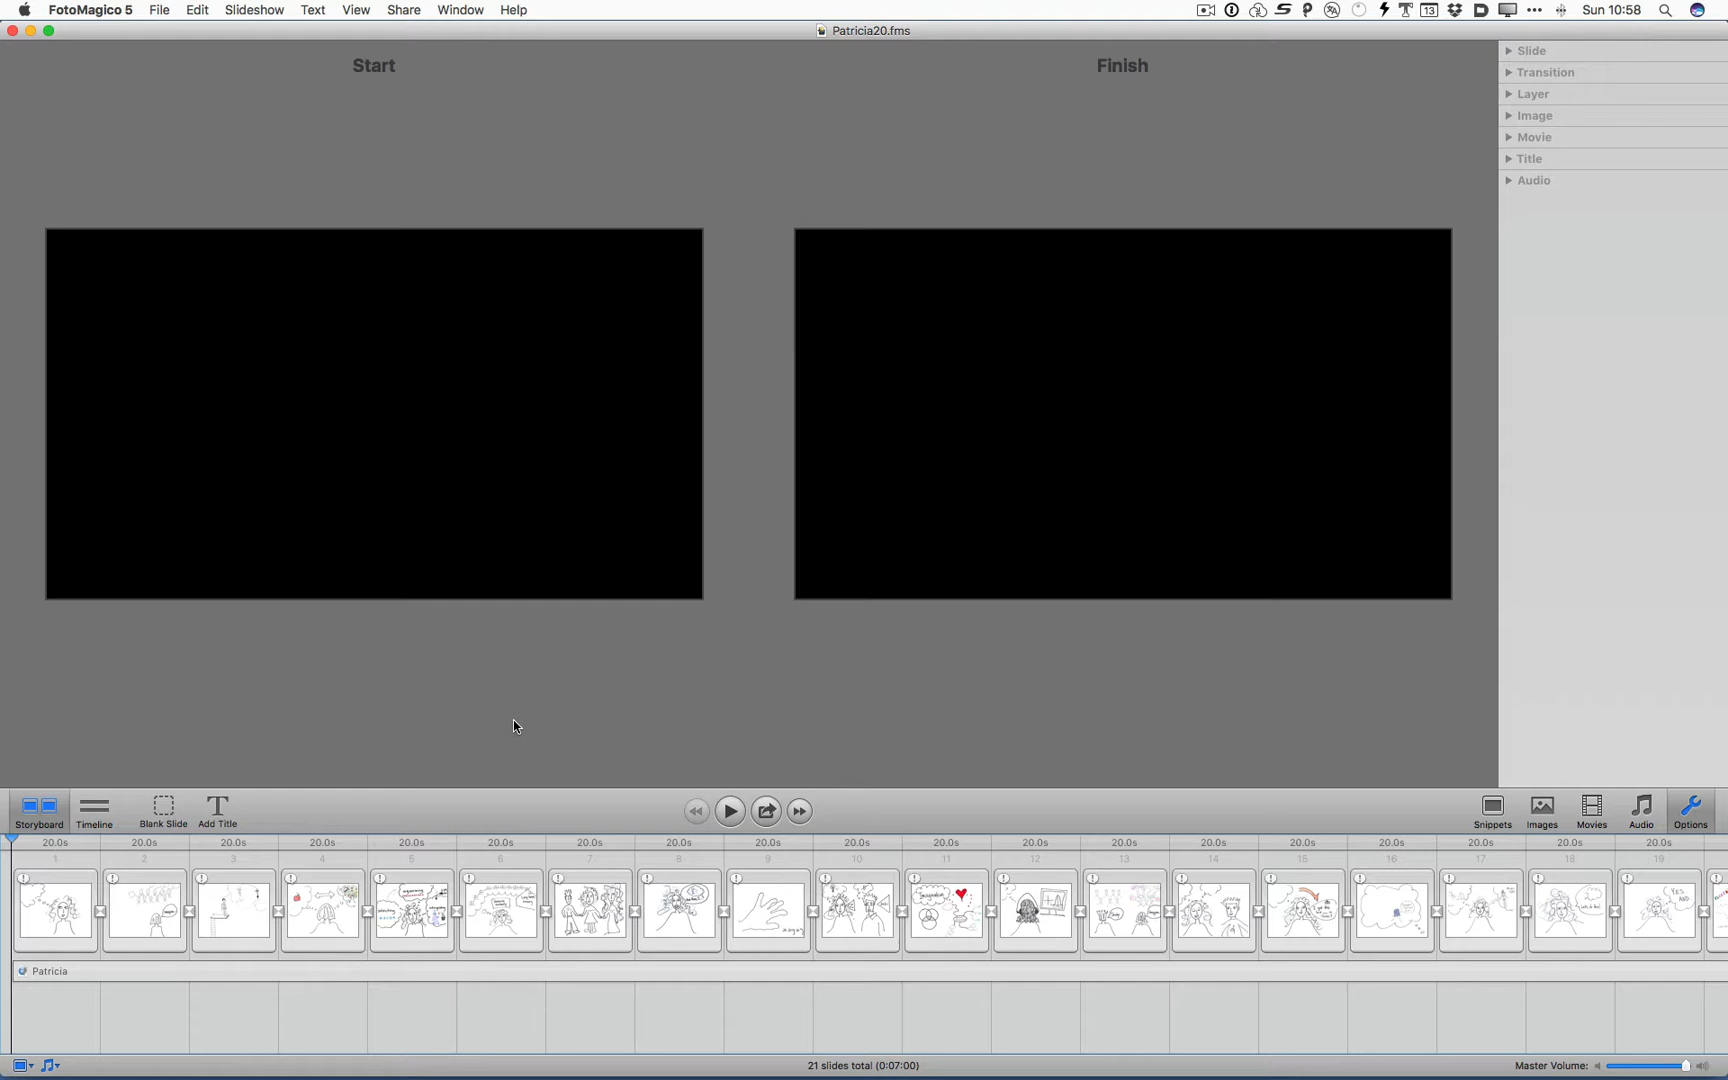 FotoMagico 5 File Edit Slideshow Text View Share Window Help 13 Sun 10:58
Patricia20.fms
Start Finish
Slide
Transition
Layer
Image
Movie
Title
Audio
Storyboard Timeline Blank Slide Add Title Snippets Images Movies Audio Options
20.0s 20.0s 20.0s 20.0s 20.0s 20.0s 20.0s 20.0s 20.0s 20.0s 20.0s 20.0s 20.0s 20.0s 20.0s 20.0s 20.0s 20.0s 20.0s
1 2 3 4 5 6 7 8 9 10 11 12 13 14 15 16 17 18 19
YES
AND
Patricia
21 slides total (0:07:00) Master Volume: